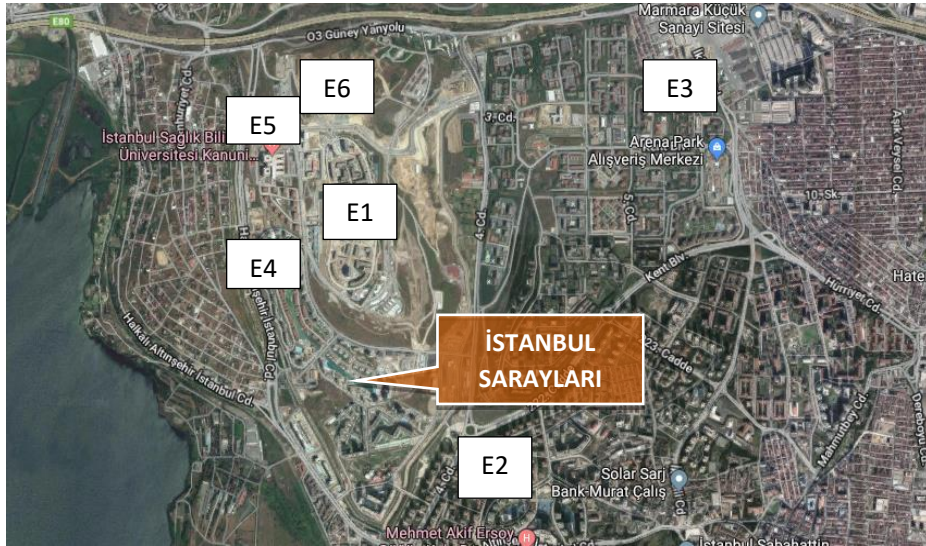 E80
O3 Güney Yanyolu
Marmara Küçük
Sanayi Sitesi
E6
E3
E5
İstanbul Sağlık Bili
Üniversitesi Kanuni...
3. Cd.
Arena Park
Alışveriş Merkezi
Aşık Veysel Cd.
10. Sk.
5. Cd.
E1
4. Cd.
E4
Kent Blv.
Hürriyet Cd.
Halkalı Altınşehir İstanbul Cd.
İSTANBUL
SARAYLARI
23. Cadde
Mahmutbey Cd.
Dereboyu Cd.
E2
4. Cd.
Solar Sarj
Bank-Murat Çalış
Mehmet Akif Ersoy
İstanbul Sabahattin